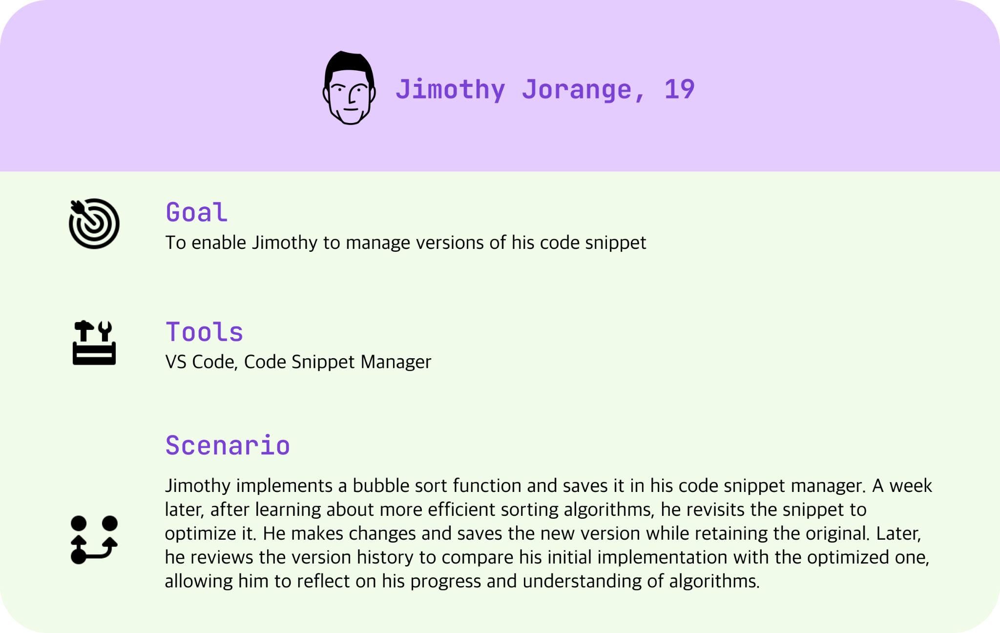 Jimothy Jorange, 19
Goal
To enable Jimothy to manage versions of his code snippet
Tools
VS Code, Code Snippet Manager
Scenario
Jimothy implements a bubble sort function and saves it in his code snippet manager. A week
later, after learning about more efficient sorting algorithms, he revisits the snippet to
optimize it. He makes changes and saves the new version while retaining the original. Later,
he reviews the version history to compare his initial implementation with the optimized one,
allowing him to reflect on his progress and understanding of algorithms.